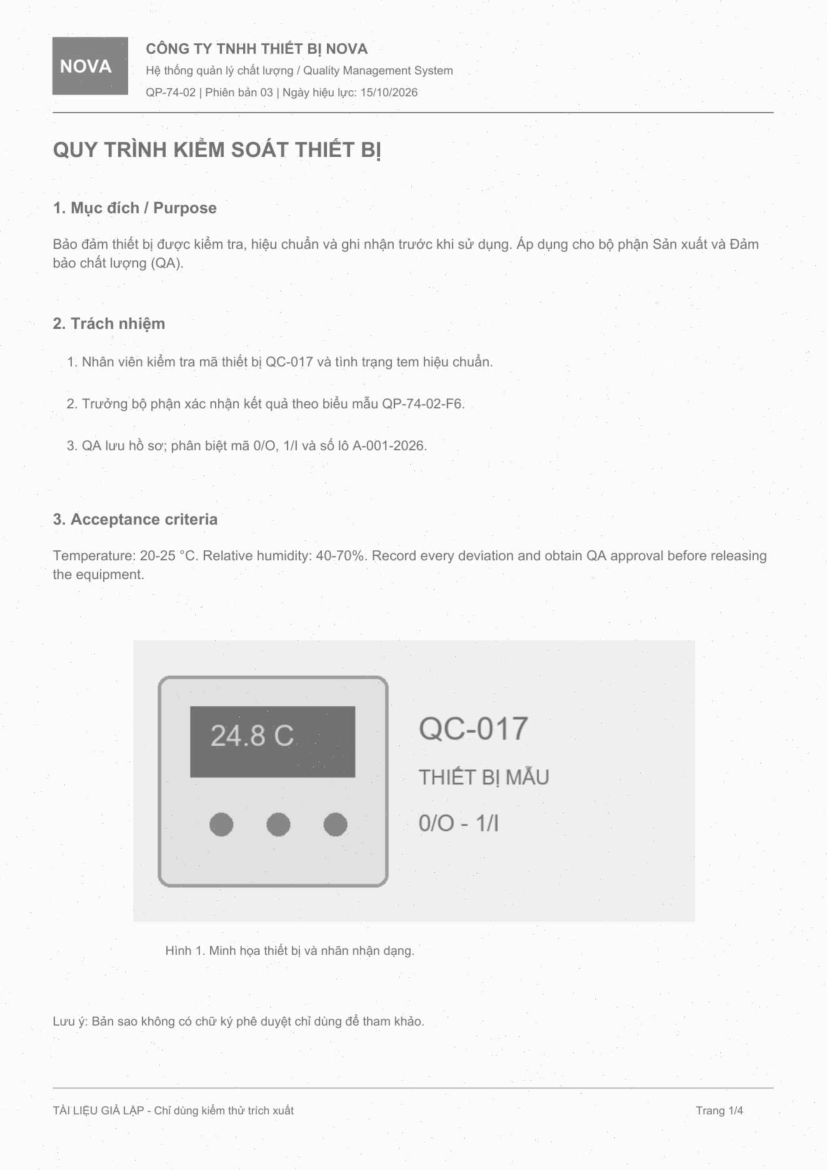 NOVA
CÔNG TY TNHH THIẾT BỊ NOVA
Hệ thống quản lý chất lượng / Quality Management System
QP-74-02 | Phiên bản 03 | Ngày hiệu lực: 15/10/2026
QUY TRÌNH KIỂM SOÁT THIẾT BỊ
1. Mục đích / Purpose
Bảo đảm thiết bị được kiểm tra, hiệu chuẩn và ghi nhận trước khi sử dụng. Áp dụng cho bộ phận Sản xuất và Đảm
bảo chất lượng (QA).
2. Trách nhiệm
1. Nhân viên kiểm tra mã thiết bị QC-017 và tình trạng tem hiệu chuẩn.
2. Trưởng bộ phận xác nhận kết quả theo biểu mẫu QP-74-02-F6.
3. QA lưu hồ sơ; phân biệt mã 0/O, 1/I và số lô A-001-2026.
3. Acceptance criteria
Temperature: 20-25 °C. Relative humidity: 40-70%. Record every deviation and obtain QA approval before releasing
the equipment.
24.8 C
QC-017
THIẾT BỊ MẪU
0/O - 1/I
Hình 1. Minh họa thiết bị và nhãn nhận dạng.
Lưu ý: Bản sao không có chữ ký phê duyệt chỉ dùng để tham khảo.
TÀI LIỆU GIẢ LẬP - Chỉ dùng kiểm thử trích xuất
Trang 1/4